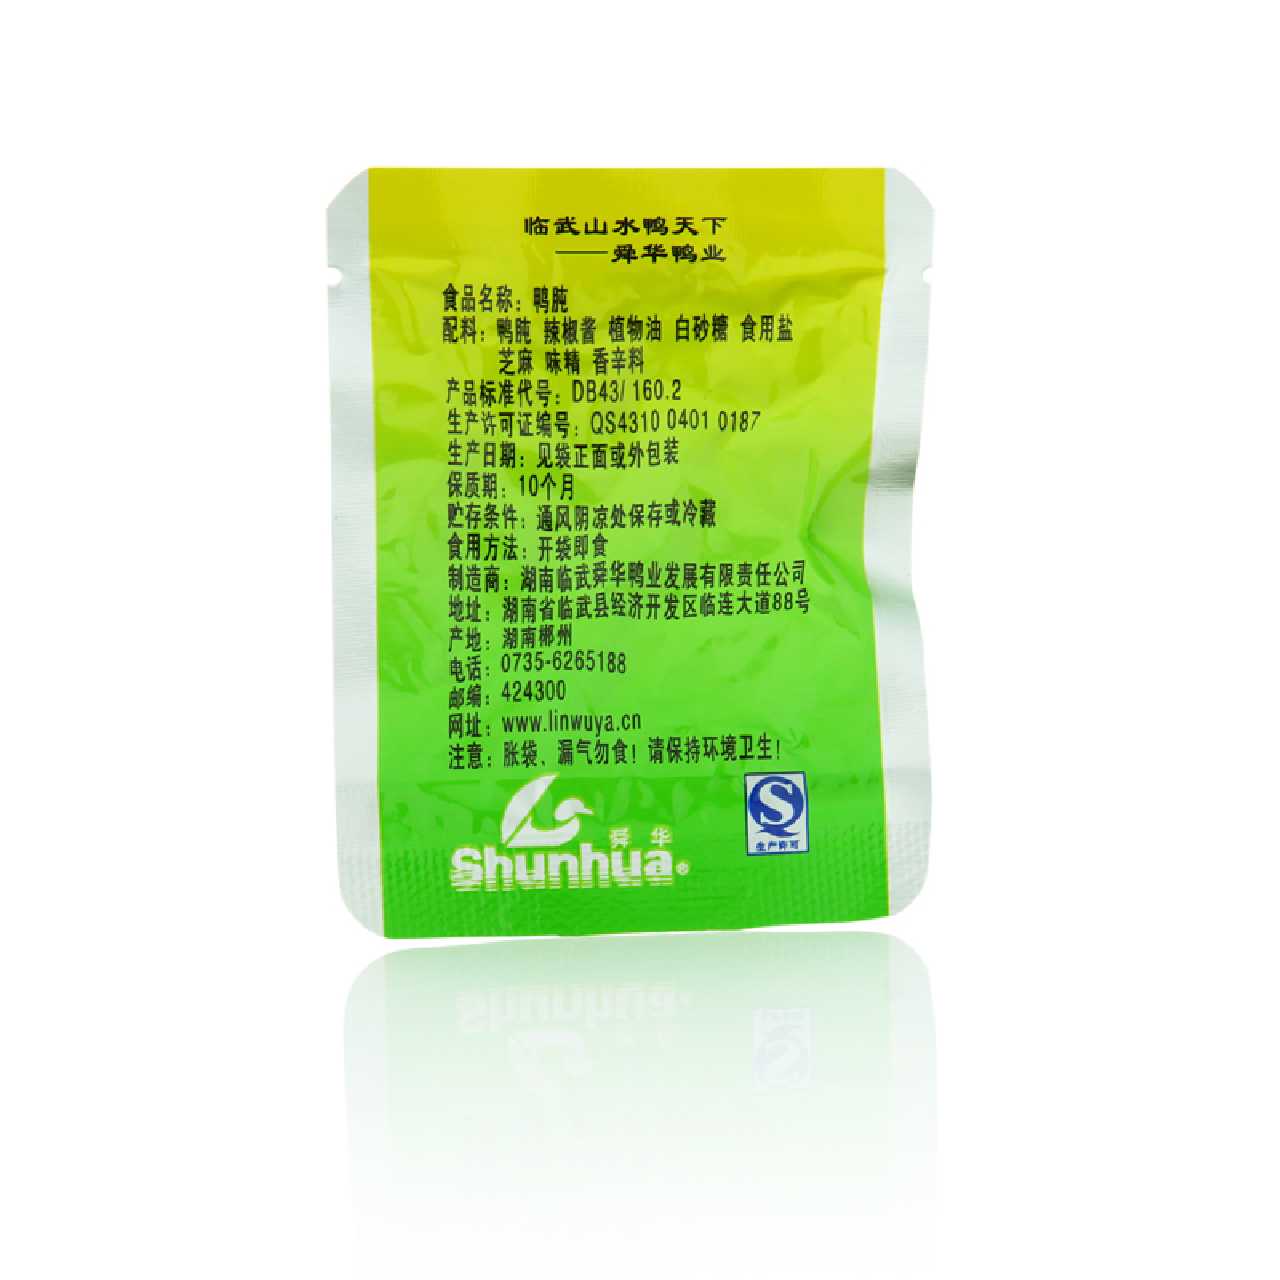 临武山水鸭天下
——舜华鸭业
食品名称：鸭肫
配料：鸭肫 辣椒酱 植物油 白砂糖 食用盐
芝麻 味精 香辛料
产品标准代号：DB43/160.2
生产许可证编号：QS4310 0401 0187
生产日期：见袋正面或外包装
保质期：10个月
贮存条件：通风阴凉处保存或冷藏
食用方法：开袋即食
制造商：湖南临武舜华鸭业发展有限责任公司
地址：湖南省临武县经济开发区临连大道88号
产地：湖南郴州
电话：0735-6265188
邮编：424300
网址：www.linwuya.cn
注意：胀袋、漏气勿食！请保持环境卫生！
舜华
Shunhua®
生产许可